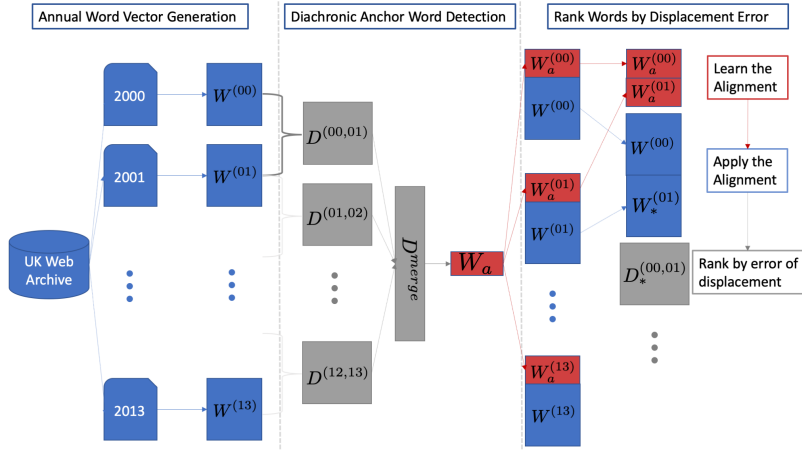 Annual Word Vector Generation
Diachronic Anchor Word Detection
Rank Words by Displacement Error
UK Web
Archive
2000
2001
2013
W^(00)
W^(01)
W^(13)
D^(00,01)
D^(01,02)
D^(12,13)
D^merge
W_a
W_a^(00)
W^(00)
W_a^(01)
W^(01)
W_a^(13)
W^(13)
W_a^(00)
W_a^(01)
W^(00)
W_*^(01)
D_*^(00,01)
Learn the
Alignment
Apply the
Alignment
Rank by error of
displacement